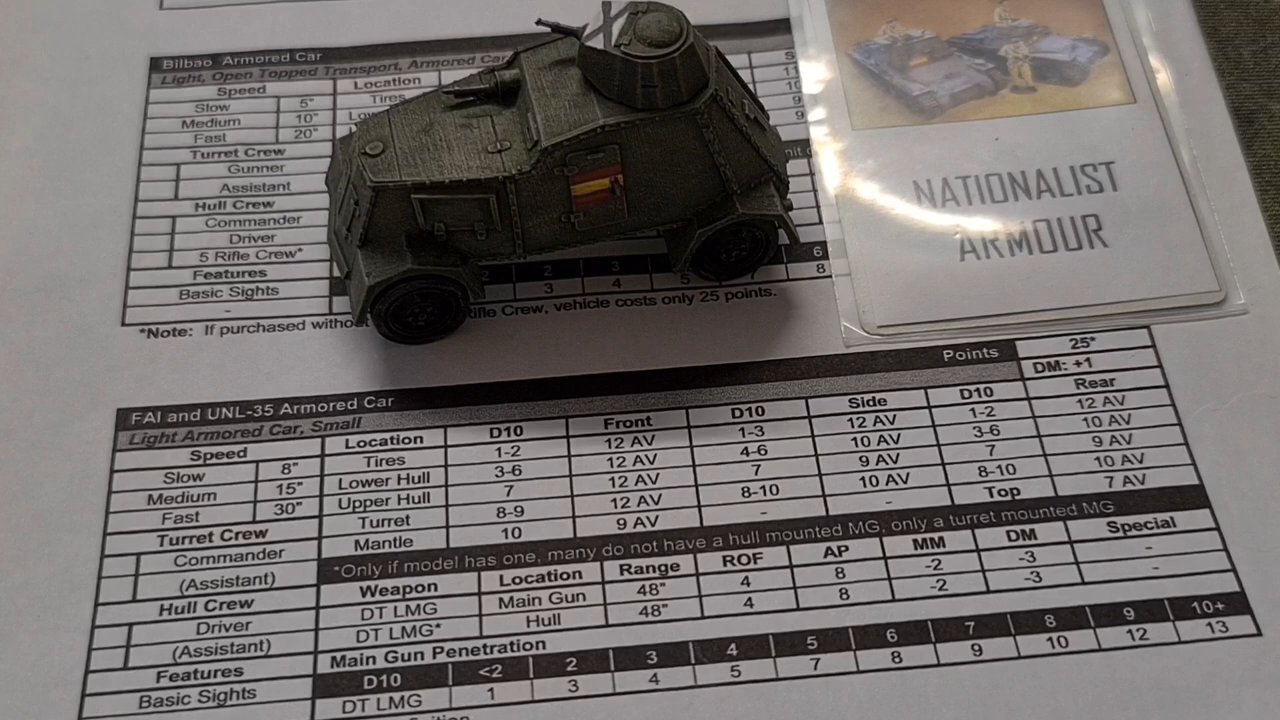 Bilbao Armored Car
Light, Open Topped Transport, Armored Car
Speed Location
Slow 5" Tires
Medium 10"
Fast 20"
Turret Crew
Gunner
Assistant
Hull Crew
Commander
Driver
5 Rifle Crew*
Features
Basic Sights
-
2 3 6
3 4 5 8
*Note: If purchased without Rifle Crew, vehicle costs only 25 points.
NATIONALIST
ARMOUR
FAI and UNL-35 Armored Car Points 25*
Light Armored Car, Small DM: +1
Speed Location D10 Front D10 Side D10 Rear
Slow 8" Tires 1-2 12 AV 1-3 12 AV 1-2 12 AV
Medium 15" Lower Hull 3-6 12 AV 4-6 10 AV 3-6 10 AV
Fast 30" Upper Hull 7 12 AV 7 9 AV 7 9 AV
Turret 8-9 12 AV 8-10 10 AV 8-10 10 AV
Mantle 10 9 AV - - Top 7 AV
Turret Crew
Commander
(Assistant)
Hull Crew
Driver
(Assistant)
Features
Basic Sights
*Only if model has one, many do not have a hull mounted MG, only a turret mounted MG
Weapon Location Range ROF AP MM DM Special
DT LMG Main Gun 48" 4 8 -2 -3 -
DT LMG* Hull 48" 4 8 -2 -3 -
Main Gun Penetration
D10 <2 2 3 4 5 6 7 8 9 10+
DT LMG 1 3 4 5 7 8 9 10 12 13